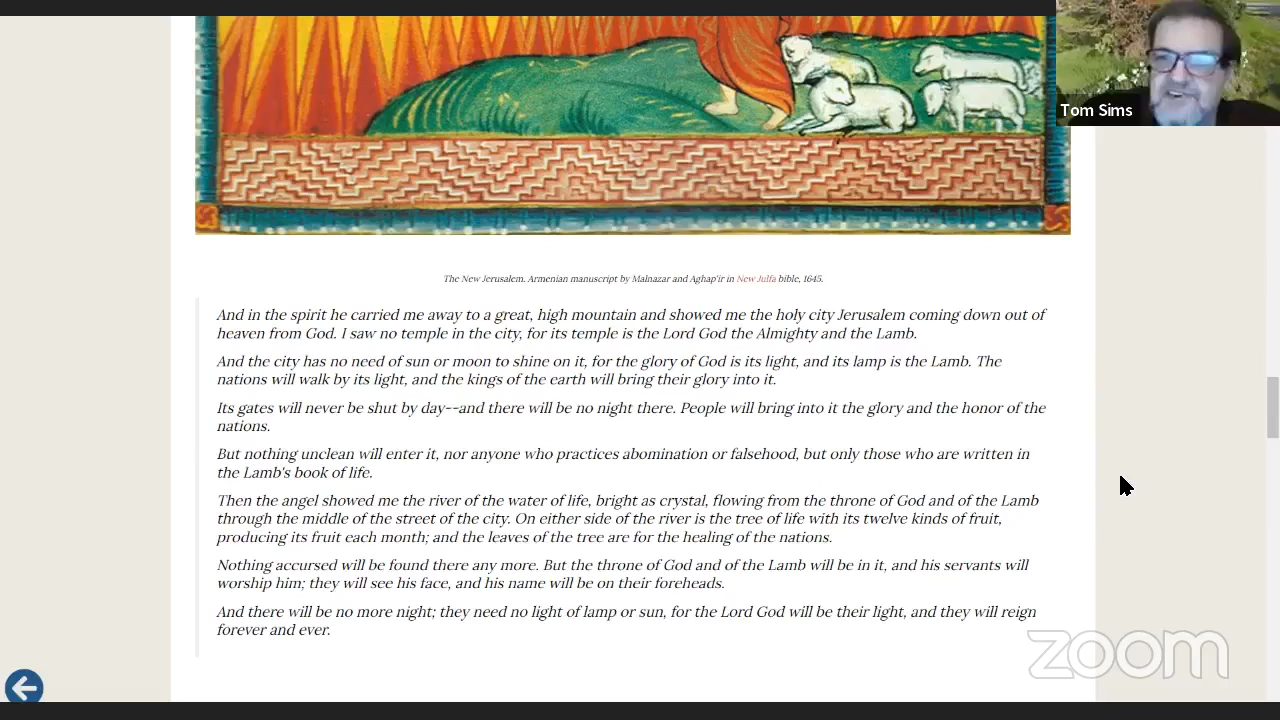 Tom Sims
The New Jerusalem. Armenian manuscript by Malnazar and Aghap'ir in New Julfa bible, 1645.
And in the spirit he carried me away to a great, high mountain and showed me the holy city Jerusalem coming down out of
heaven from God. I saw no temple in the city, for its temple is the Lord God the Almighty and the Lamb.
And the city has no need of sun or moon to shine on it, for the glory of God is its light, and its lamp is the Lamb. The
nations will walk by its light, and the kings of the earth will bring their glory into it.
Its gates will never be shut by day--and there will be no night there. People will bring into it the glory and the honor of the
nations.
But nothing unclean will enter it, nor anyone who practices abomination or falsehood, but only those who are written in
the Lamb's book of life.
Then the angel showed me the river of the water of life, bright as crystal, flowing from the throne of God and of the Lamb
through the middle of the street of the city. On either side of the river is the tree of life with its twelve kinds of fruit,
producing its fruit each month; and the leaves of the tree are for the healing of the nations.
Nothing accursed will be found there any more. But the throne of God and of the Lamb will be in it, and his servants will
worship him; they will see his face, and his name will be on their foreheads.
And there will be no more night; they need no light of lamp or sun, for the Lord God will be their light, and they will reign
forever and ever.
zoom